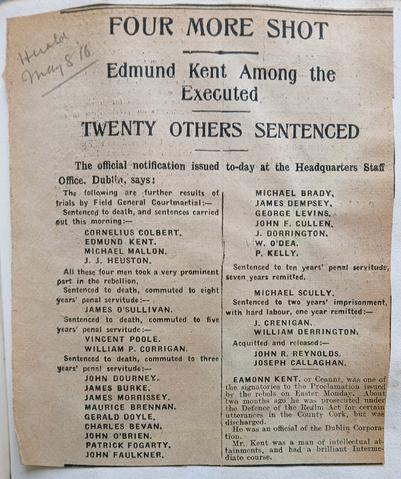 Herald
May 8/16
FOUR MORE SHOT
Edmund Kent Among the
Executed
TWENTY OTHERS SENTENCED
The official notification issued to-day at the Headquarters Staff
Office, Dublin, says:
The following are further results of
trials by Field General Courtmartial:—
Sentenced to death, and sentences carried
out this morning:—
CORNELIUS COLBERT,
EDMUND KENT,
MICHAEL MALLON,
J. J. HEUSTON.
All these four men took a very prominent
part in the rebellion.
Sentenced to death, commuted to eight
years' penal servitude:—
JAMES O'SULLIVAN.
Sentenced to death, commuted to five
years' penal servitude:—
VINCENT POOLE.
WILLIAM P. CORRIGAN.
Sentenced to death, commuted to three
years' penal servitude:—
JOHN DOURNEY.
JAMES BURKE.
JAMES MORRISSEY.
MAURICE BRENNAN.
GERALD DOYLE,
CHARLES BEVAN,
JOHN O'BRIEN,
PATRICK FOGARTY,
JOHN FAULKNER,
MICHAEL BRADY,
JAMES DEMPSEY,
GEORGE LEVINS,
JOHN F. CULLEN,
J. DORRINGTON,
W. O'DEA,
P. KELLY.
Sentenced to ten years' penal servitude,
seven years remitted.
MICHAEL SCULLY.
Sentenced to two years' imprisonment,
with hard labour, one year remitted:—
J. CRENIGAN.
WILLIAM DERRINGTON.
Acquitted and released:—
JOHN R. REYNOLDS.
JOSEPH CALLAGHAN.
EAMONN KENT, or Ceannt, was one of
the signatories to the Proclamation issued
by the rebels on Easter Monday. About
two months ago he was prosecuted under
the Defence of the Realm Act for certain
utterances in the County Cork, but was
discharged.
He was an official of the Dublin Corpora-
tion.
Mr. Kent was a man of intellectual at-
tainments, and had a brilliant Interme-
diate course.